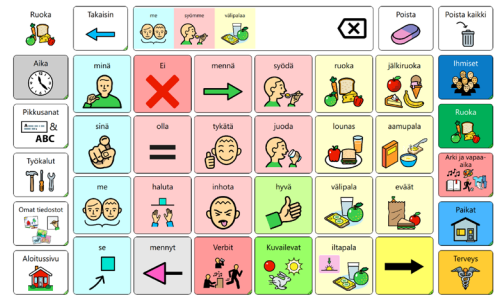 Ruoka
Takaisin
me
syömme
välipalaa
Poista
Poista kaikki
Aika
minä
Ei
mennä
syödä
ruoka
jälkiruoka
Ihmiset
Pikkusanat
&
ABC
sinä
olla
tykätä
juoda
lounas
aamupala
Ruoka
Työkalut
me
haluta
inhota
hyvä
välipala
eväät
Arki ja vapaa-
aika
Omat tiedostot
Paikat
Aloitussivu
se
mennyt
Verbit
Kuvailevat
iltapala
Terveys